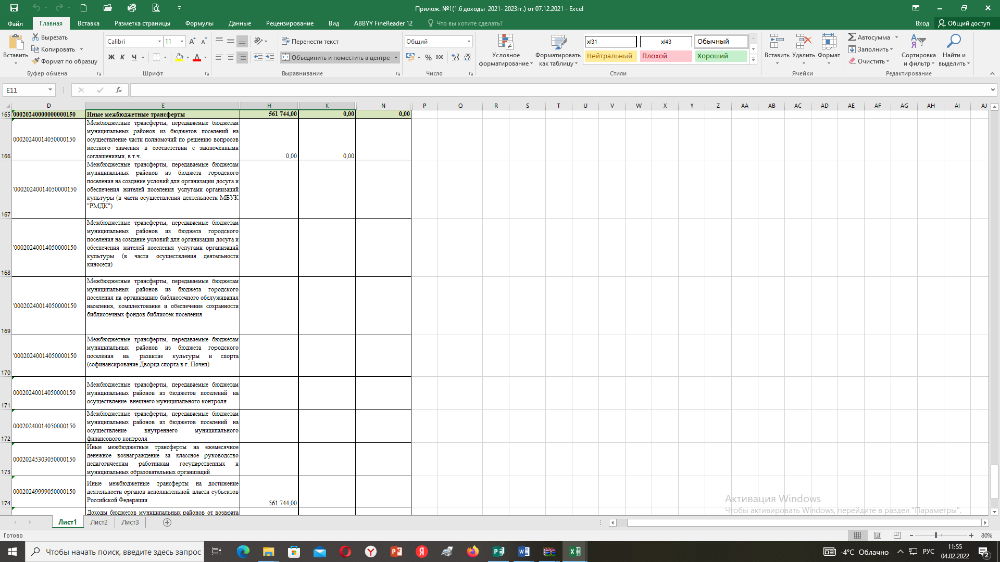 Прилож. №1(1.6 доходы 2021- 2023гг.) от 07.12.2021 - Excel
Файл Главная Вставка Разметка страницы Формулы Данные Рецензирование Вид ABBYY FineReader 12 Что вы хотите сделать? Вход Общий доступ
Вставить
Вырезать
Копировать
Формат по образцу
Буфер обмена
Calibri 11
Ж К Ч
Шрифт
Перенести текст
Объединить и поместить в центре
Выравнивание
Общий
% 000
Число
Условное форматирование
Форматировать как таблицу
xl31 xl43 Обычный
Нейтральный Плохой Хороший
Стили
Вставить Удалить Формат
Ячейки
Автосумма
Заполнить
Очистить
Сортировка и фильтр
Найти и выделить
Редактирование
E11 fx
D E H K N P Q R S T U V W X Y Z AA AB AC AD AE AF AG AH AI AJ
165 00020240000000000150 Иные межбюджетные трансферты 561 744,00 0,00 0,00
Межбюджетные трансферты, передаваемые бюджетам
муниципальных районов из бюджетов поселений на
00020240014050000150 осуществление части полномочий по решению вопросов
местного значения в соответствии с заключенными
166 соглашениями, в т.ч. 0,00 0,00
Межбюджетные трансферты, передаваемые бюджетам
муниципальных районов из бюджета городского
поселения на создание условий для организации досуга и
'00020240014050000150 обеспечения жителей поселения услугами организаций
культуры (в части осуществления деятельности МБУК
"РМДК")
167
Межбюджетные трансферты, передаваемые бюджетам
муниципальных районов из бюджета городского
поселения на создание условий для организации досуга и
'00020240014050000150 обеспечения жителей поселения услугами организаций
культуры (в части осуществления деятельности
киносети)
168
Межбюджетные трансферты, передаваемые бюджетам
муниципальных районов из бюджета городского
поселения на организацию библиотечного обслуживания
'00020240014050000150 населения, комплектование и обеспечение сохранности
библиотечных фондов библиотек поселения
169
Межбюджетные трансферты, передаваемые бюджетам
муниципальных районов из бюджета городского
'00020240014050000150 поселения на развитие культуры и спорта
(софинансирование Дворца спорта в г. Почеп)
170
Межбюджетные трансферты, передаваемые бюджетам
00020240014050000150 муниципальных районов из бюджетов поселений на
171 осуществление внешнего муниципального контроля
Межбюджетные трансферты, передаваемые бюджетам
муниципальных районов из бюджетов поселений на
00020240014050000150 осуществление внутреннего муниципального
172 финансового контроля
Иные межбюджетные трансферты на ежемесячное
денежное вознаграждение за классное руководство
00020245303050000150 педагогическим работникам государственных и
173 муниципальных образовательных организаций
Иные межбюджетные трансферты на достижение
00020249999050000150 деятельности органов исполнительной власти субъектов
Российской Федерации
174 561 744,00
Доходы бюджетов муниципальных районов от возврата
Активация Windows
Чтобы активировать Windows, перейдите в раздел "Параметры".
Лист1 Лист2 Лист3
Готово 80%
Чтобы начать поиск, введите здесь запрос
-4°C Облачно РУС 11:55
04.02.2022 2